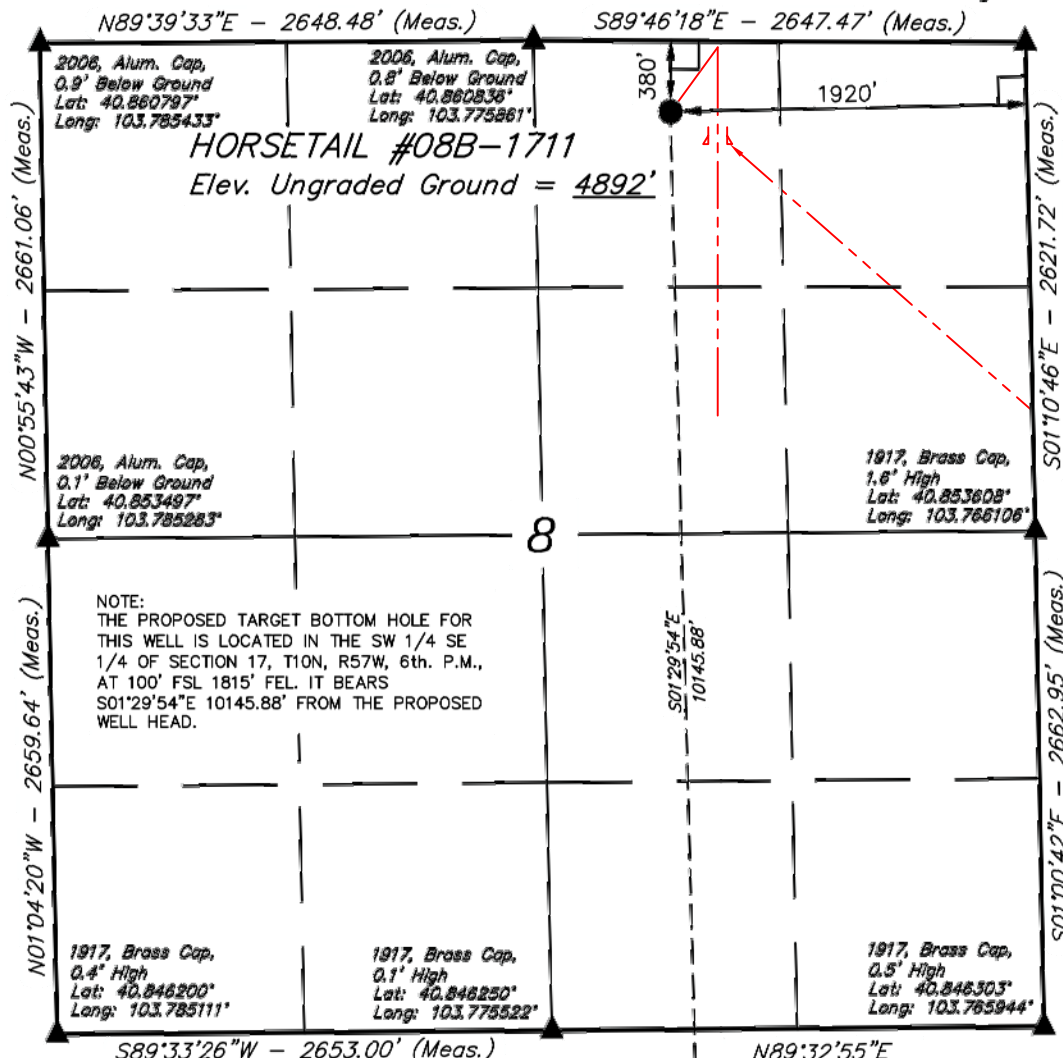 N89°39'33"E - 2648.48' (Meas.)
S89°46'18"E - 2647.47' (Meas.)
2006, Alum. Cap,
0.9' Below Ground
Lat: 40.860797°
Long: 103.785433°
2006, Alum. Cap,
0.8' Below Ground
Lat: 40.860836°
Long: 103.775861°
380'
1920'
HORSETAIL #08B-1711
Elev. Ungraded Ground = 4892'
N00°55'43"W - 2661.06' (Meas.)
S01°10'46"E - 2621.72' (Meas.)
2006, Alum. Cap,
0.1' Below Ground
Lat: 40.853497°
Long: 103.785283°
1917, Brass Cap,
1.6' High
Lat: 40.853608°
Long: 103.766106°
8
NOTE:
THE PROPOSED TARGET BOTTOM HOLE FOR
THIS WELL IS LOCATED IN THE SW 1/4 SE
1/4 OF SECTION 17, T10N, R57W, 6th. P.M.,
AT 100' FSL 1815' FEL. IT BEARS
S01°29'54"E 10145.88' FROM THE PROPOSED
WELL HEAD.
S01°29'54"E
10145.88'
N01°04'20"W - 2659.64' (Meas.)
S01°00'42"E - 2662.95' (Meas.)
1917, Brass Cap,
0.4' High
Lat: 40.846200°
Long: 103.785111°
1917, Brass Cap,
0.1' High
Lat: 40.846250°
Long: 103.775522°
1917, Brass Cap,
0.5' High
Lat: 40.846303°
Long: 103.765944°
S89°33'26"W - 2653.00' (Meas.)
N89°32'55"E